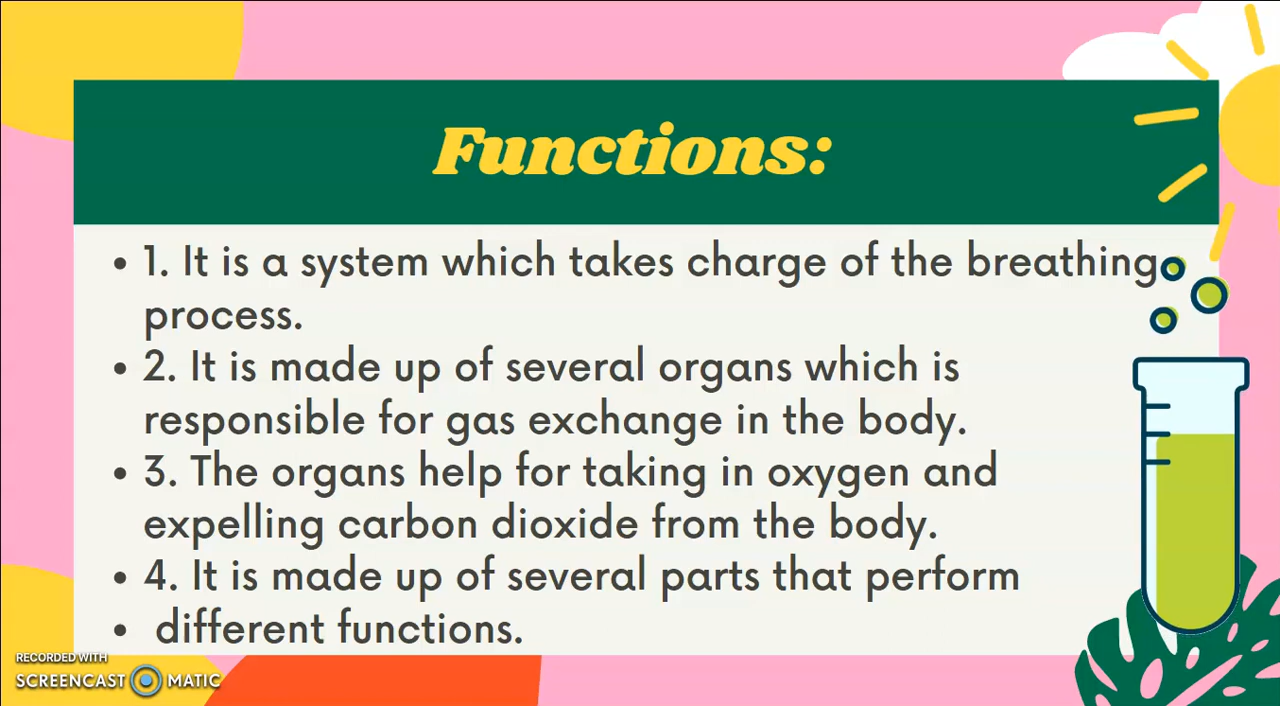 Functions:
• 1. It is a system which takes charge of the breathing
process.
• 2. It is made up of several organs which is
responsible for gas exchange in the body.
• 3. The organs help for taking in oxygen and
expelling carbon dioxide from the body.
• 4. It is made up of several parts that perform
• different functions.
RECORDED WITH
SCREENCAST MATIC